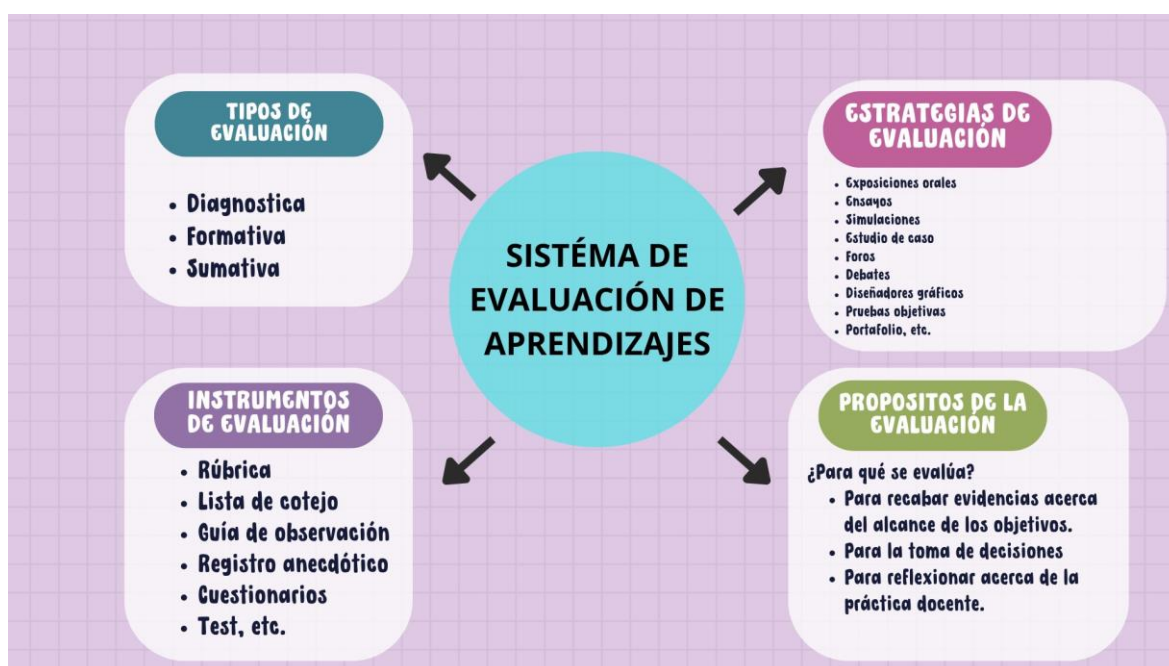 TIPOS DE
EVALUACIÓN
• Diagnostica
• Formativa
• Sumativa
ESTRATEGIAS DE
EVALUACIÓN
• Exposiciones orales
• Ensayos
• Simulaciones
• Estudio de caso
• Foros
• Debates
• Diseñadores gráficos
• Pruebas objetivas
• Portafolio, etc.
SISTÉMA DE
EVALUACIÓN DE
APRENDIZAJES
INSTRUMENTOS
DE EVALUACIÓN
• Rúbrica
• Lista de cotejo
• Guía de observación
• Registro anecdótico
• Cuestionarios
• Test, etc.
PROPOSITOS DE LA
EVALUACIÓN
¿Para qué se evalúa?
• Para recabar evidencias acerca
del alcance de los objetivos.
• Para la toma de decisiones
• Para reflexionar acerca de la
práctica docente.